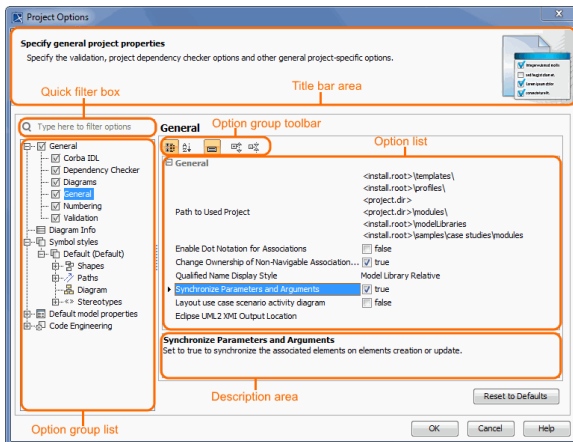 Project Options
Specify general project properties
Specify the validation, project dependency checker options and other general project-specific options.
Title bar area
Quick filter box
Type here to filter options
General
Option group toolbar
Option list
General
Corba IDL
Dependency Checker
Diagrams
General
Numbering
Validation
Diagram Info
Symbol styles
Default (Default)
Shapes
Paths
Diagram
Stereotypes
Default model properties
Code Engineering
General
Path to Used Project
<install.root>\templates\
<install.root>\profiles\
<project.dir>
<project.dir>\modules\
<install.root>\modelLibraries
<install.root>\samples\case studies\modules
Enable Dot Notation for Associations false
Change Ownership of Non-Navigable Association... true
Qualified Name Display Style Model Library Relative
Synchronize Parameters and Arguments true
Layout use case scenario activity diagram false
Eclipse UML2 XMI Output Location
Synchronize Parameters and Arguments
Set to true to synchronize the associated elements on elements creation or update.
Description area
Reset to Defaults
Option group list
OK Cancel Help